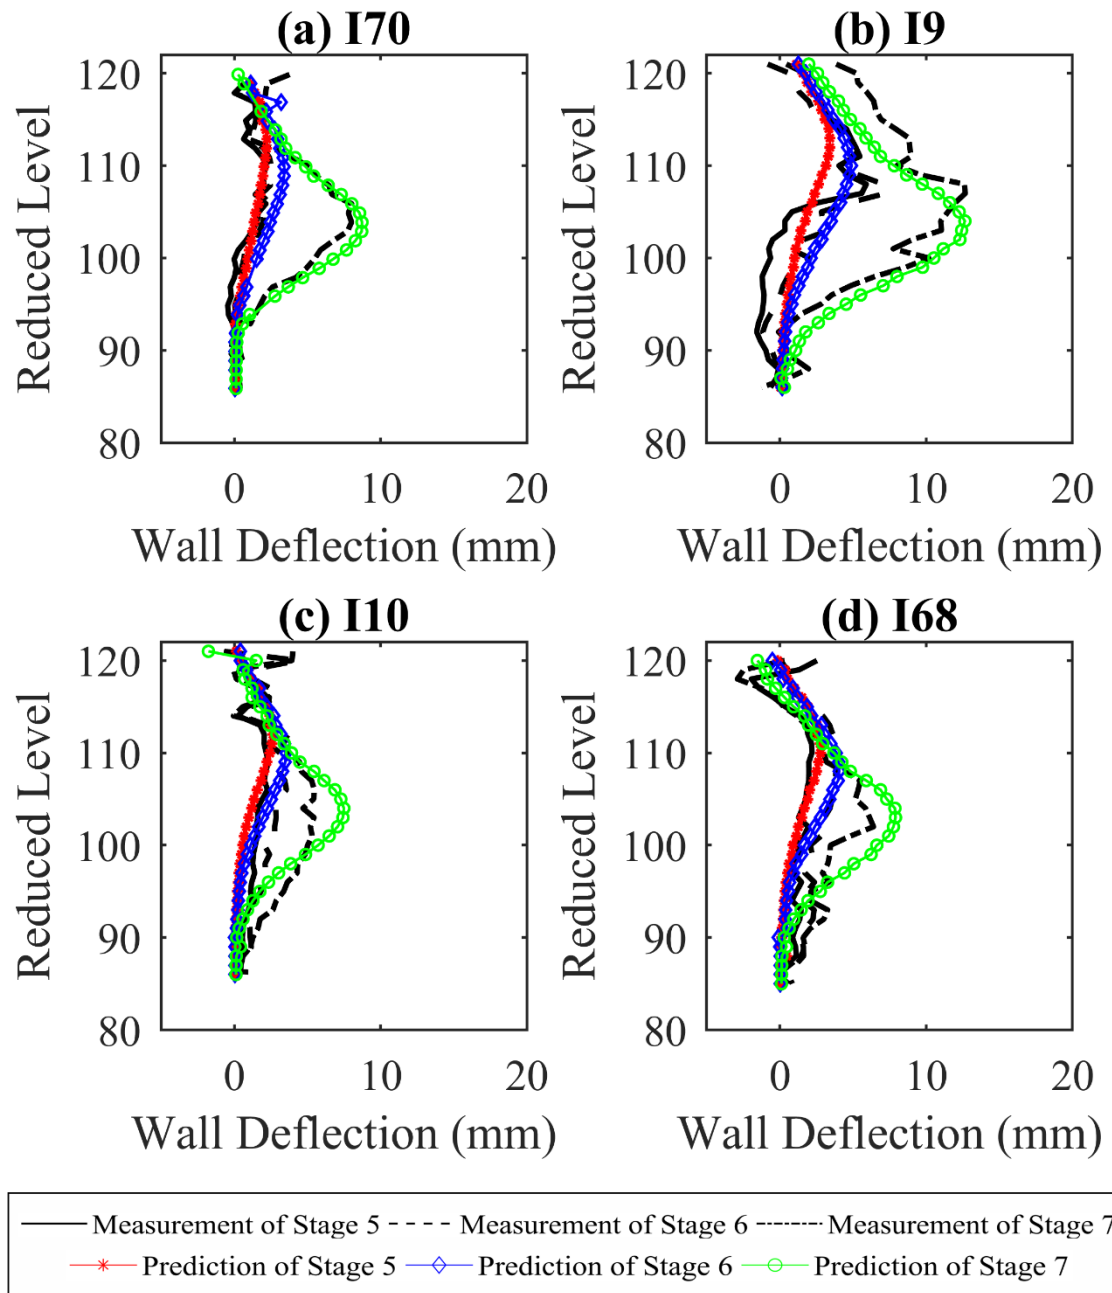 (a) I70
(b) I9
120
110
100
90
80
Reduced Level
0
10
20
Wall Deflection (mm)
120
110
100
90
80
Reduced Level
0
10
20
Wall Deflection (mm)
(c) I10
(d) I68
120
110
100
90
80
Reduced Level
0
10
20
Wall Deflection (mm)
120
110
100
90
80
Reduced Level
0
10
20
Wall Deflection (mm)
Measurement of Stage 5 Measurement of Stage 6 Measurement of Stage 7
Prediction of Stage 5 Prediction of Stage 6 Prediction of Stage 7